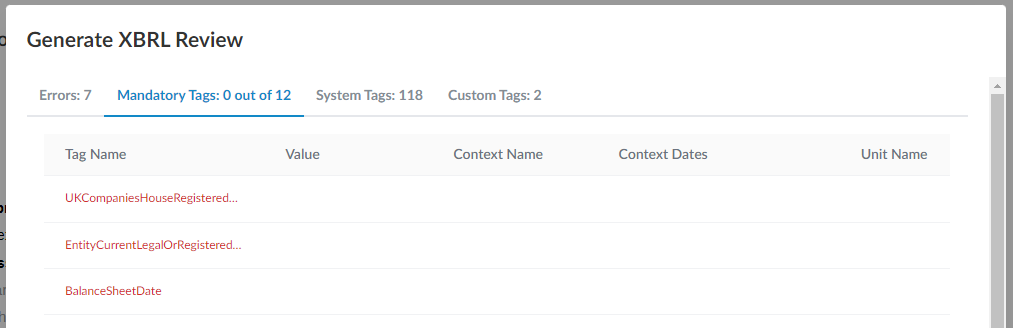 Generate XBRL Review
Errors: 7 Mandatory Tags: 0 out of 12 System Tags: 118 Custom Tags: 2
Tag Name Value Context Name Context Dates Unit Name
UKCompaniesHouseRegistered...
EntityCurrentLegalOrRegistered...
BalanceSheetDate